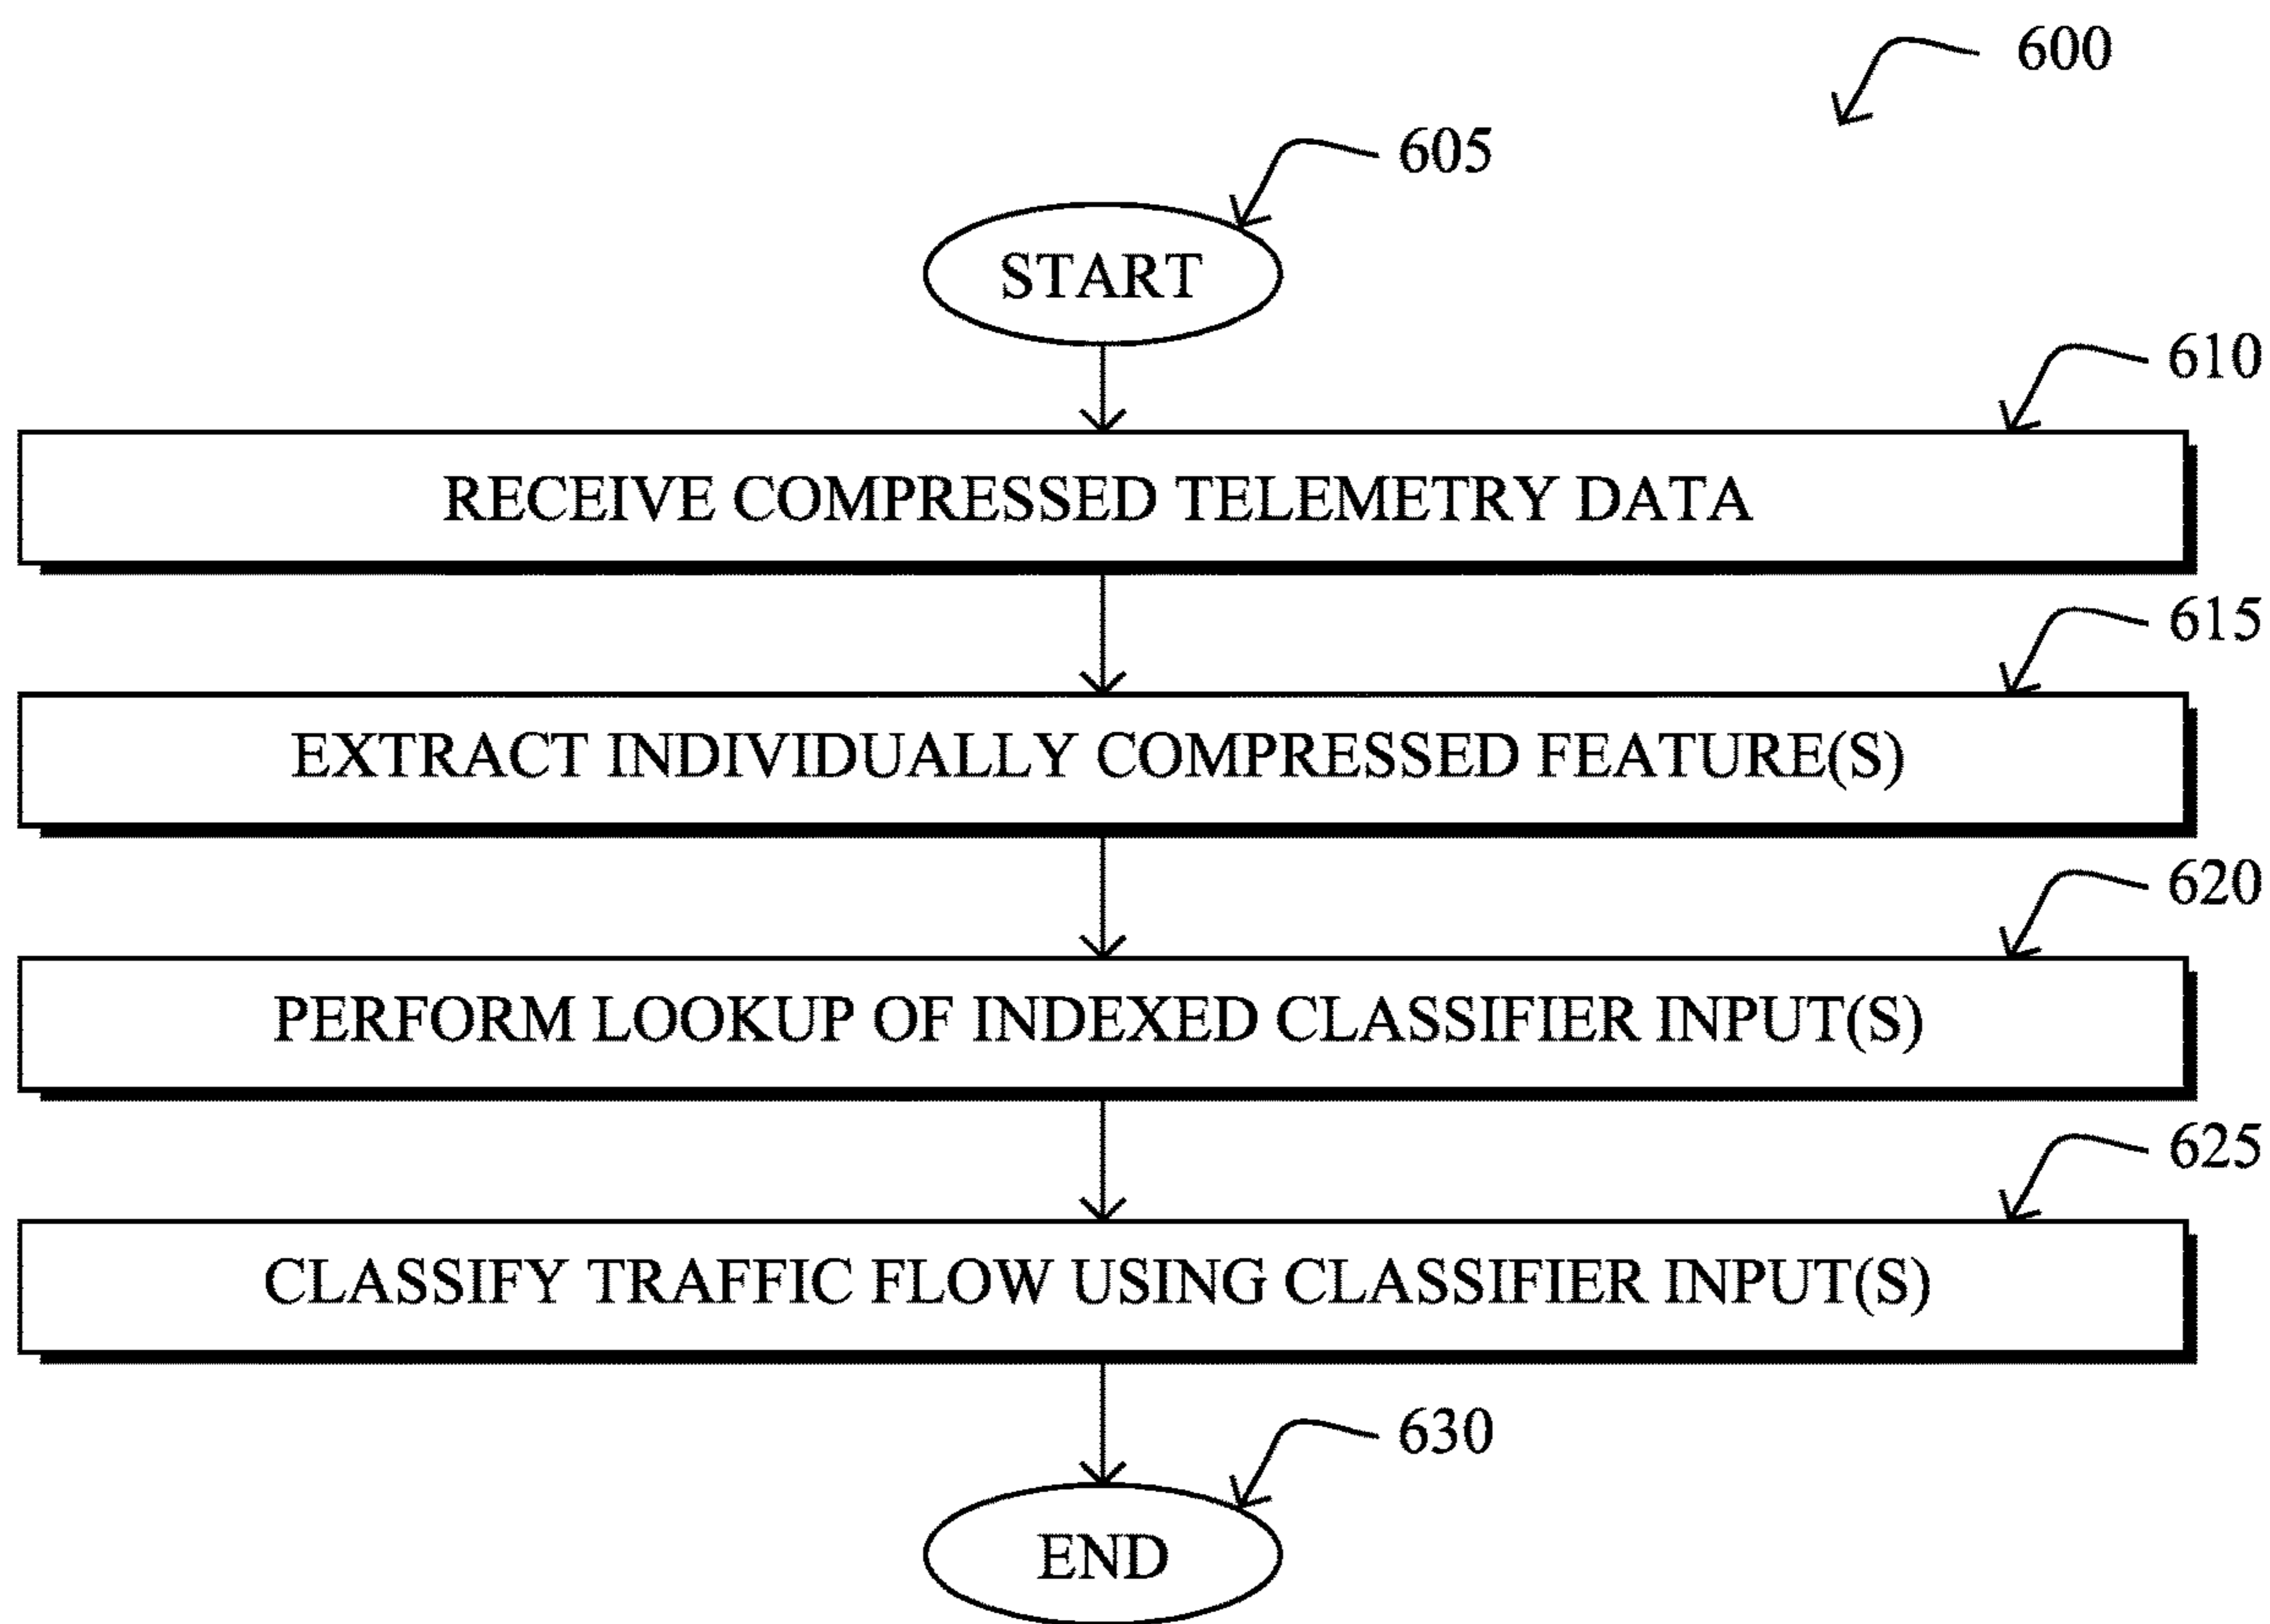 600
605
START
610
RECEIVE COMPRESSED TELEMETRY DATA
615
EXTRACT INDIVIDUALLY COMPRESSED FEATURE(S)
620
PERFORM LOOKUP OF INDEXED CLASSIFIER INPUT(S)
625
CLASSIFY TRAFFIC FLOW USING CLASSIFIER INPUT(S)
630
END